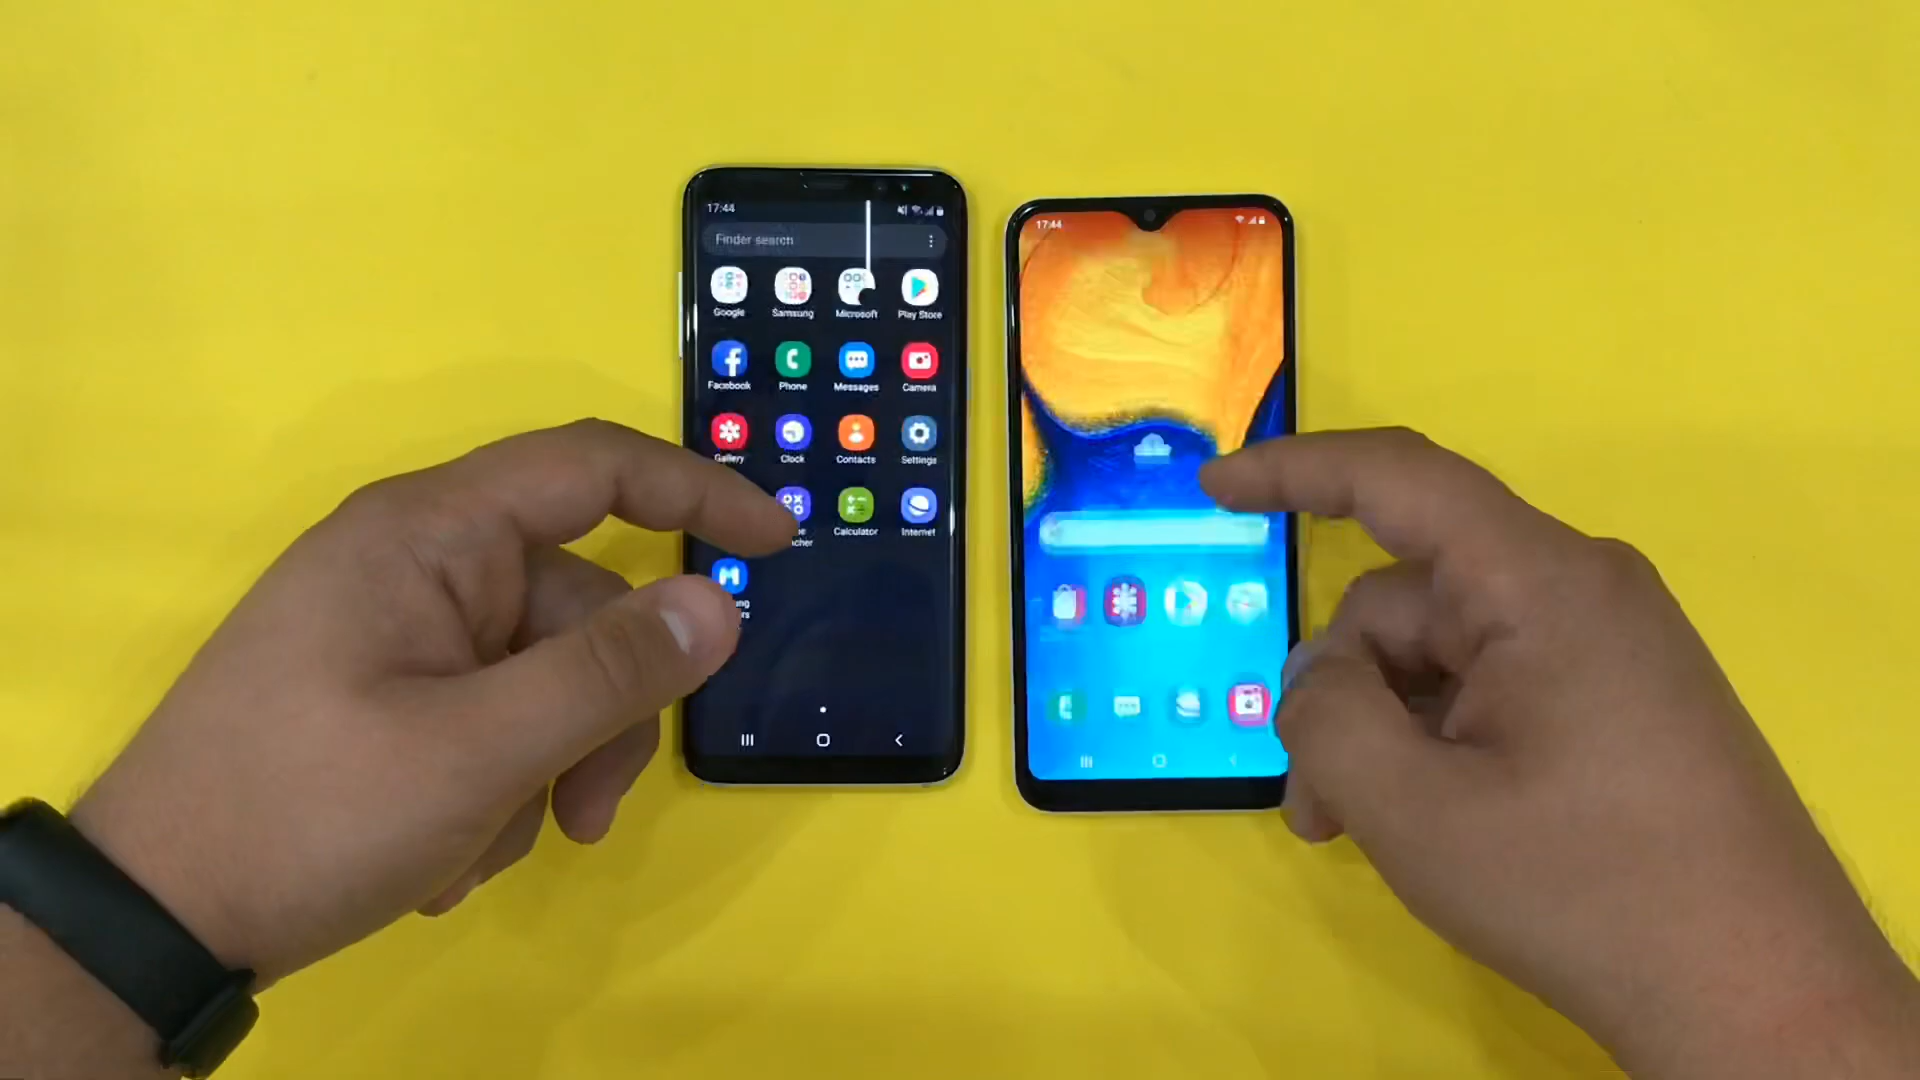 17:44
Finder search
Google Samsung Microsoft Play Store
Facebook Phone Messages Camera
Gallery Clock Contacts Settings
Calculator Internet
17:44